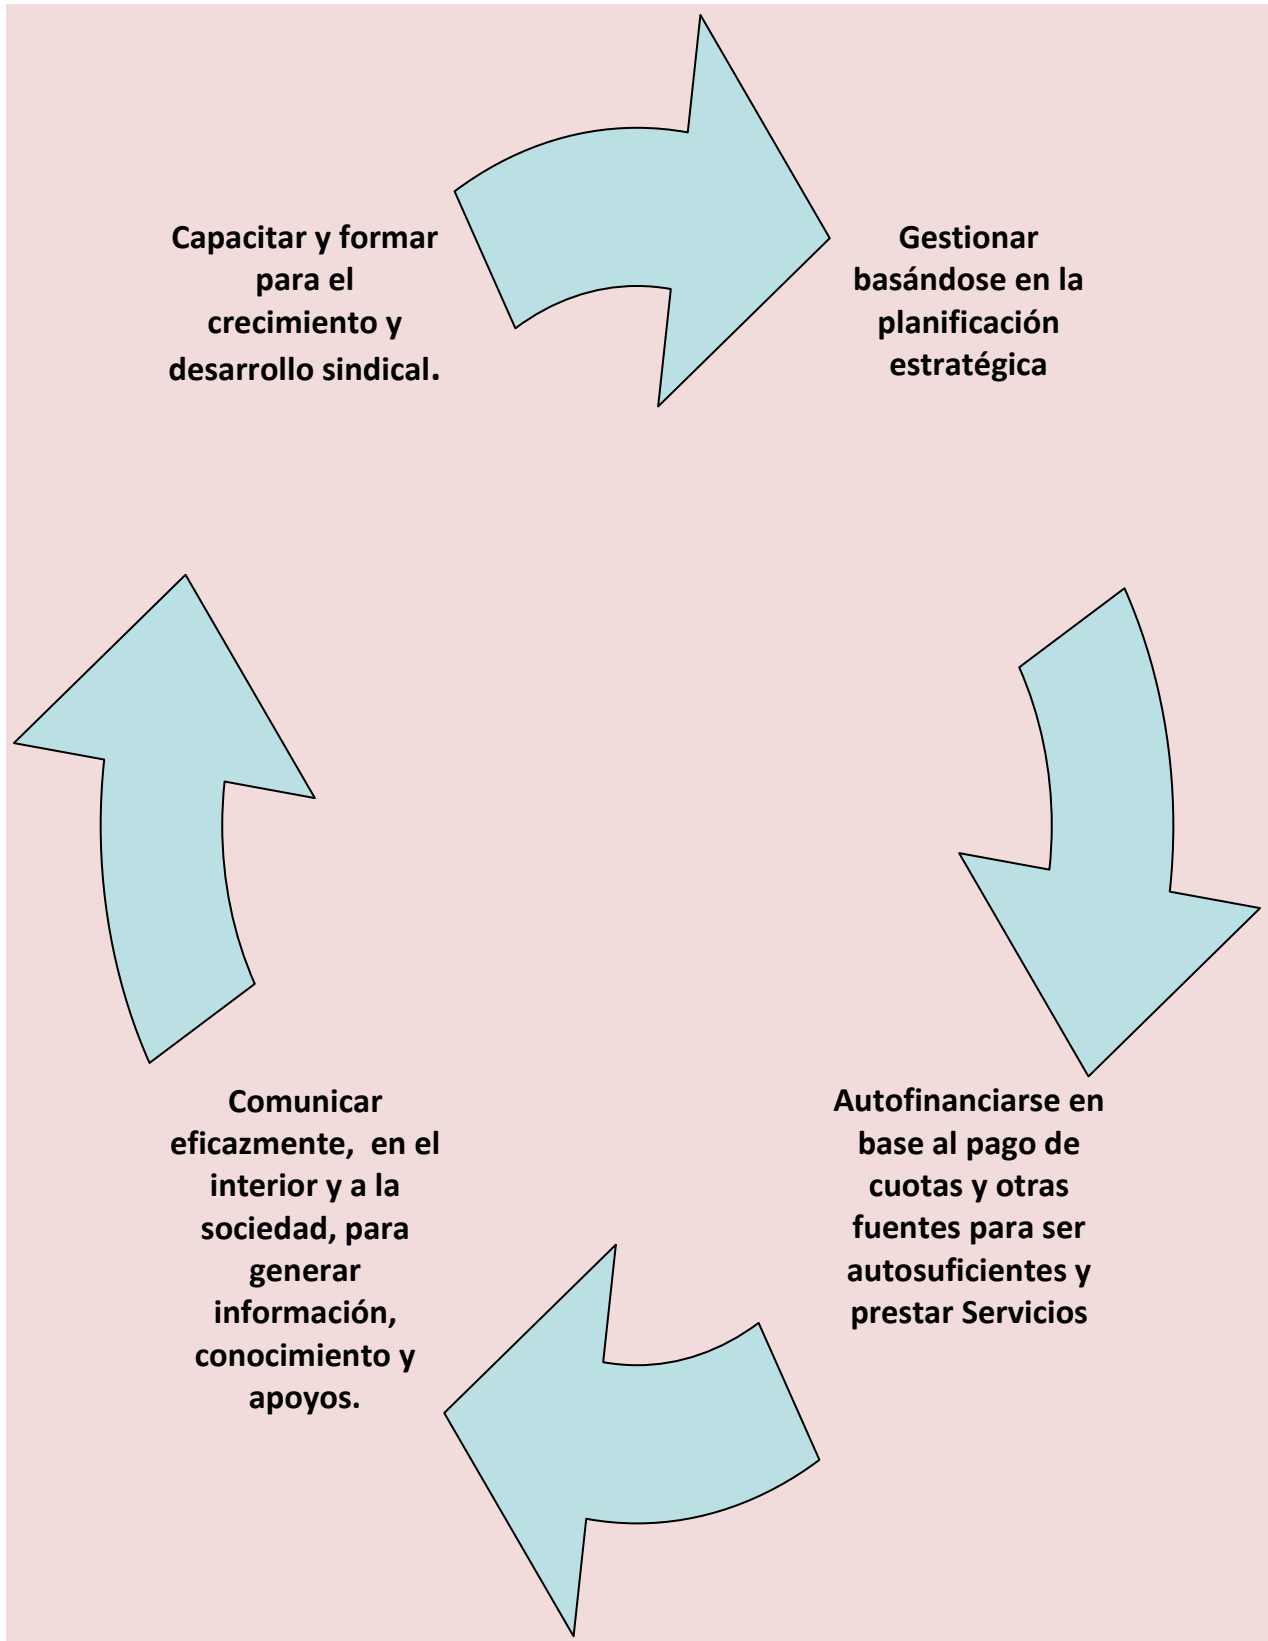 Capacitar y formar
para el
crecimiento y
desarrollo sindical.
Gestionar
basándose en la
planificación
estratégica
Autofinanciarse en
base al pago de
cuotas y otras
fuentes para ser
autosuficientes y
prestar Servicios
Comunicar
eficazmente,  en el
interior y a la
sociedad, para
generar
información,
conocimiento y
apoyos.